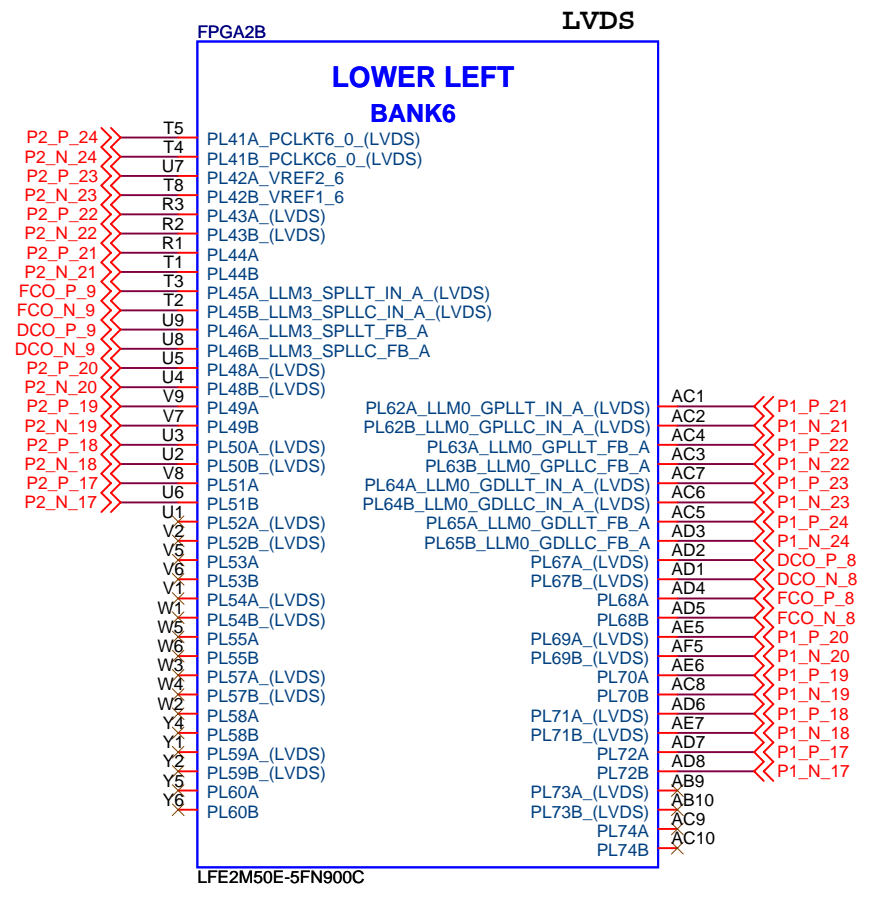 LVDS
FPGA2B
LOWER LEFT
BANK6
P2_P_24 T5 PL41A_PCLKT6_0_(LVDS)
P2_N_24 T4 PL41B_PCLKC6_0_(LVDS)
P2_P_23 U7 PL42A_VREF2_6
P2_N_23 T8 PL42B_VREF1_6
P2_P_22 R3 PL43A_(LVDS)
P2_N_22 R2 PL43B_(LVDS)
P2_P_21 R1 PL44A
P2_N_21 T1 PL44B
FCO_P_9 T3 PL45A_LLM3_SPLLT_IN_A_(LVDS)
FCO_N_9 T2 PL45B_LLM3_SPLLC_IN_A_(LVDS)
DCO_P_9 U9 PL46A_LLM3_SPLLT_FB_A
DCO_N_9 U8 PL46B_LLM3_SPLLC_FB_A
P2_P_20 U5 PL48A_(LVDS)
P2_N_20 U4 PL48B_(LVDS)
P2_P_19 V9 PL49A PL62A_LLM0_GPLLT_IN_A_(LVDS) AC1 P1_P_21
P2_N_19 V7 PL49B PL62B_LLM0_GPLLC_IN_A_(LVDS) AC2 P1_N_21
P2_P_18 U3 PL50A_(LVDS) PL63A_LLM0_GPLLT_FB_A AC4 P1_P_22
P2_N_18 U2 PL50B_(LVDS) PL63B_LLM0_GPLLC_FB_A AC3 P1_N_22
P2_P_17 V8 PL51A PL64A_LLM0_GDLLT_IN_A_(LVDS) AC7 P1_P_23
P2_N_17 U6 PL51B PL64B_LLM0_GDLLC_IN_A_(LVDS) AC6 P1_N_23
U1 PL52A_(LVDS) PL65A_LLM0_GDLLT_FB_A AC5 P1_P_24
V2 PL52B_(LVDS) PL65B_LLM0_GDLLC_FB_A AD3 P1_N_24
V5 PL53A PL67A_(LVDS) AD2 DCO_P_8
V6 PL53B PL67B_(LVDS) AD1 DCO_N_8
V1 PL54A_(LVDS) PL68A AD4 FCO_P_8
W1 PL54B_(LVDS) PL68B AD5 FCO_N_8
W5 PL55A PL69A_(LVDS) AE5 P1_P_20
W6 PL55B PL69B_(LVDS) AF5 P1_N_20
W3 PL57A_(LVDS) PL70A AE6 P1_P_19
W4 PL57B_(LVDS) PL70B AC8 P1_N_19
W2 PL58A PL71A_(LVDS) AD6 P1_P_18
Y4 PL58B PL71B_(LVDS) AE7 P1_N_18
Y1 PL59A_(LVDS) PL72A AD7 P1_P_17
Y2 PL59B_(LVDS) PL72B AD8 P1_N_17
Y5 PL60A PL73A_(LVDS) AB9
Y6 PL60B PL73B_(LVDS) AB10
PL74A AC9
PL74B AC10
LFE2M50E-5FN900C